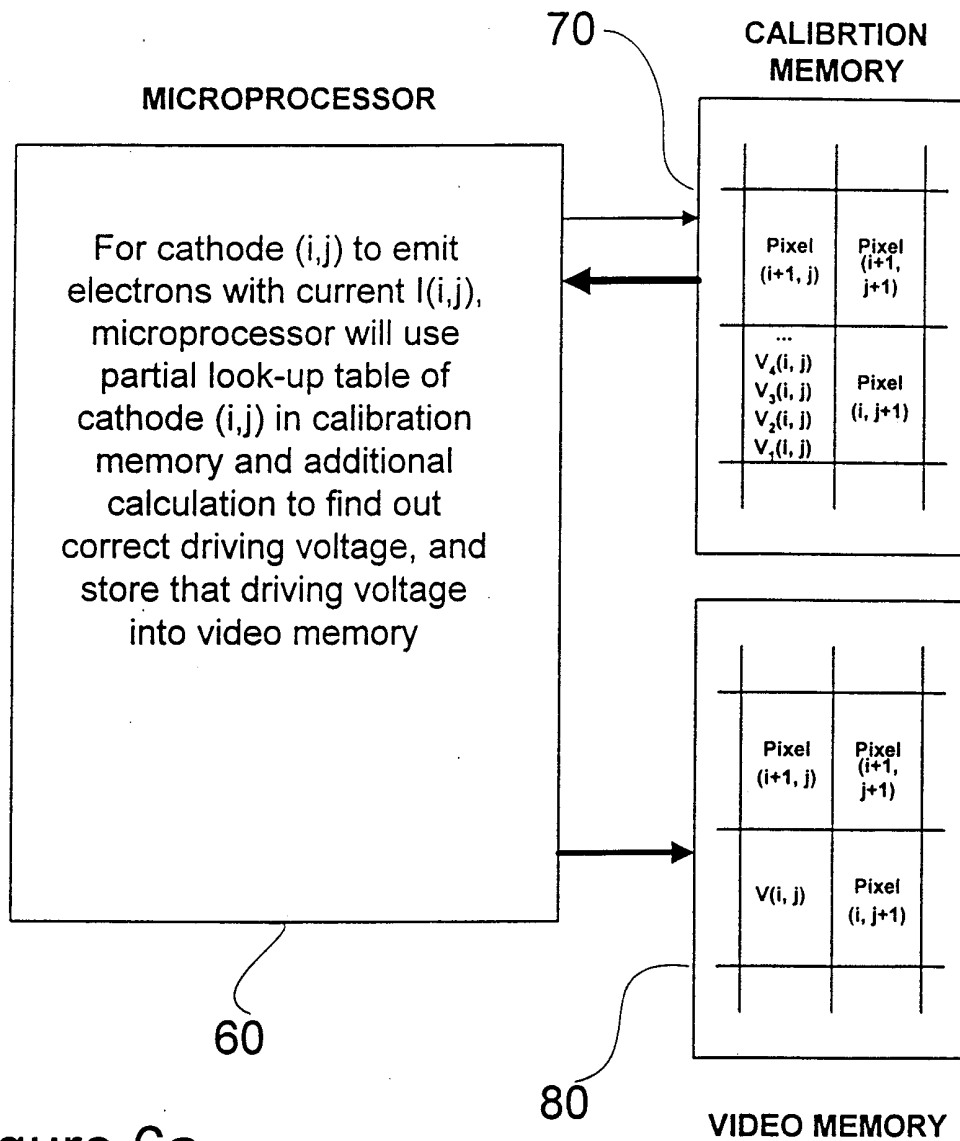 70
CALIBRTION
MEMORY
MICROPROCESSOR
For cathode (i,j) to emit
electrons with current I(i,j),
microprocessor will use
partial look-up table of
cathode (i,j) in calibration
memory and additional
calculation to find out
correct driving voltage, and
store that driving voltage
into video memory
Pixel
(i+1, j)
Pixel
(i+1,
j+1)
...
V₄(i, j)
V₃(i, j)
V₂(i, j)
V₁(i, j)
Pixel
(i, j+1)
Pixel
(i+1, j)
Pixel
(i+1,
j+1)
V(i, j)
Pixel
(i, j+1)
60
80
VIDEO MEMORY